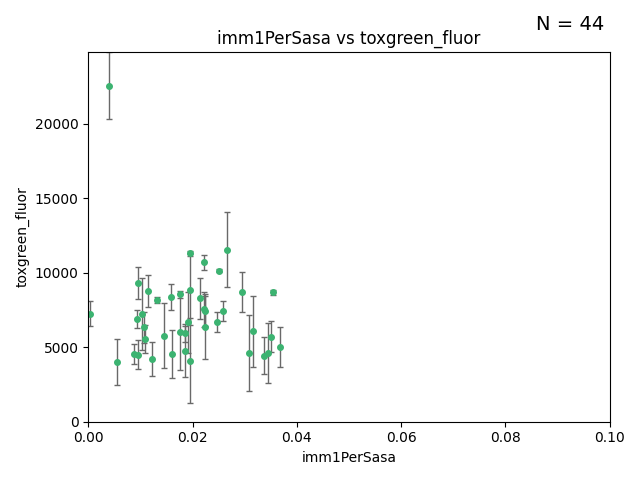 N = 44
imm1PerSasa vs toxgreen_fluor
20000
15000
10000
5000
0
toxgreen_fluor
0.00 0.02 0.04 0.06 0.08 0.10
imm1PerSasa